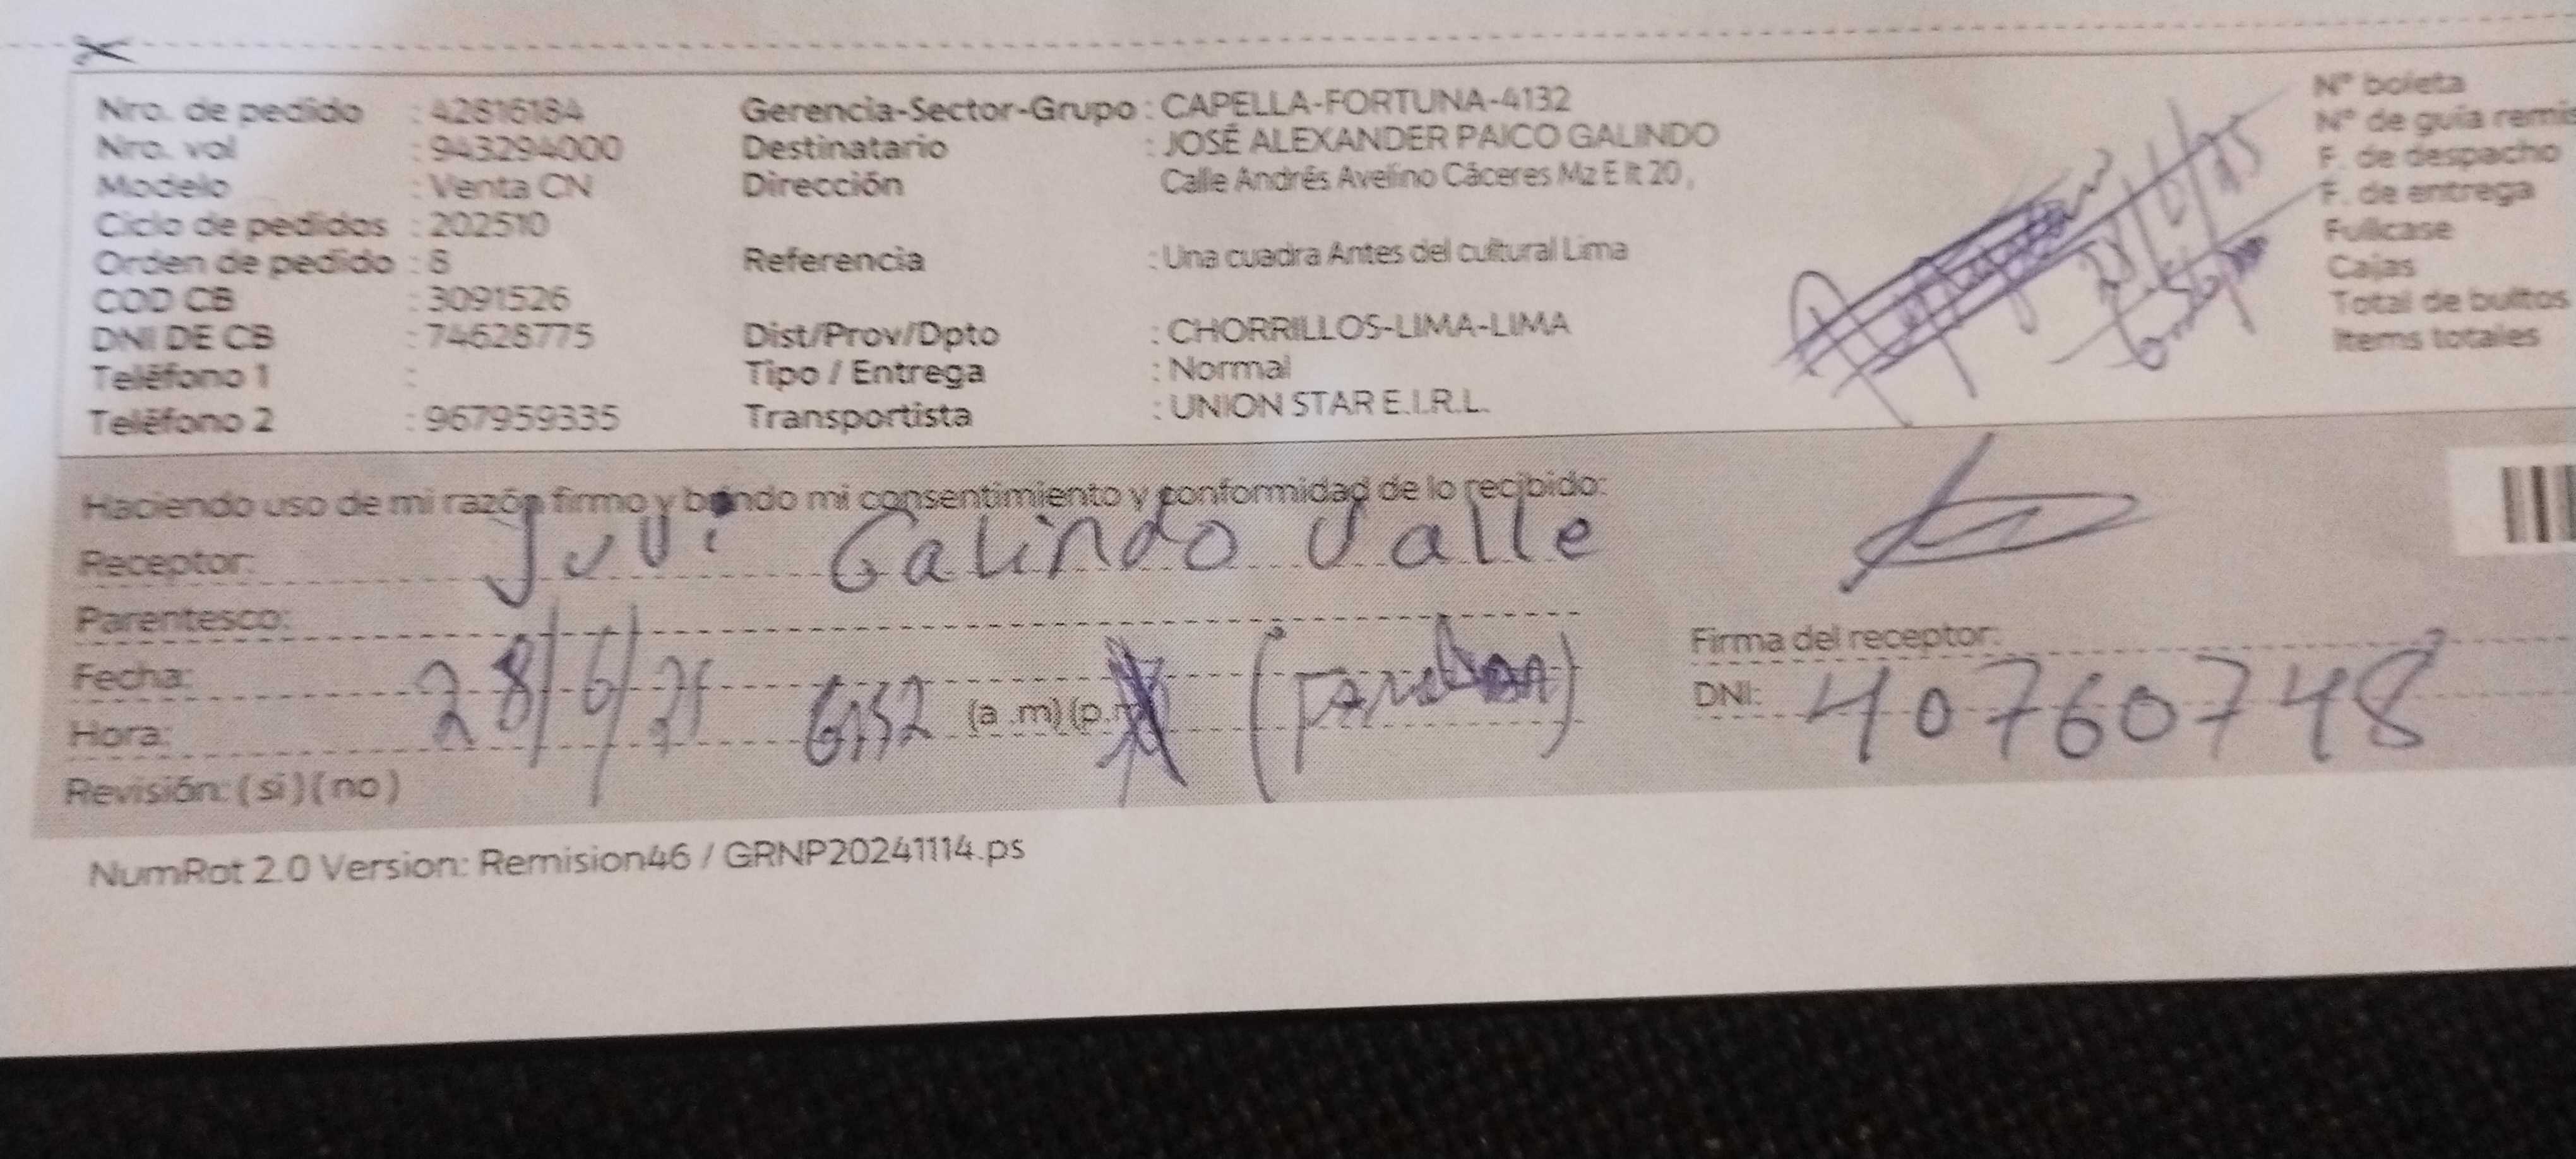 Nro. de pedido : 42816184
Nro. vol : 943294000
Modelo : Venta CN
Ciclo de pedidos : 202510
Orden de pedido : 8
COD CB : 3091526
DNI DE CB : 74628775
Teléfono 1 :
Teléfono 2 : 967959335
Gerencia-Sector-Grupo : CAPELLA-FORTUNA-4132
Destinatario : JOSÉ ALEXANDER PAICO GALINDO
Dirección Calle Andrés Avelino Cáceres Mz E lt 20 ,
Referencia : Una cuadra Antes del cultural Lima
Dist/Prov/Dpto : CHORRILLOS-LIMA-LIMA
Tipo / Entrega : Normal
Transportista : UNION STAR E.I.R.L.
N° boleta
N° de guía remis
F. de despacho
F. de entrega
Fullcase
Cajas
Total de bultos
Items totales
Haciendo uso de mi razón firmo y brindo mi consentimiento y conformidad de lo recibido:
Receptor: Galindo Valle
Parentesco:
Fecha: 28/6/25
Hora: (a .m) (p.m)
Revisión: ( si ) ( no )
Firma del receptor:
DNI: 40760748
NumRot 2.0 Version: Remision46 / GRNP20241114.ps